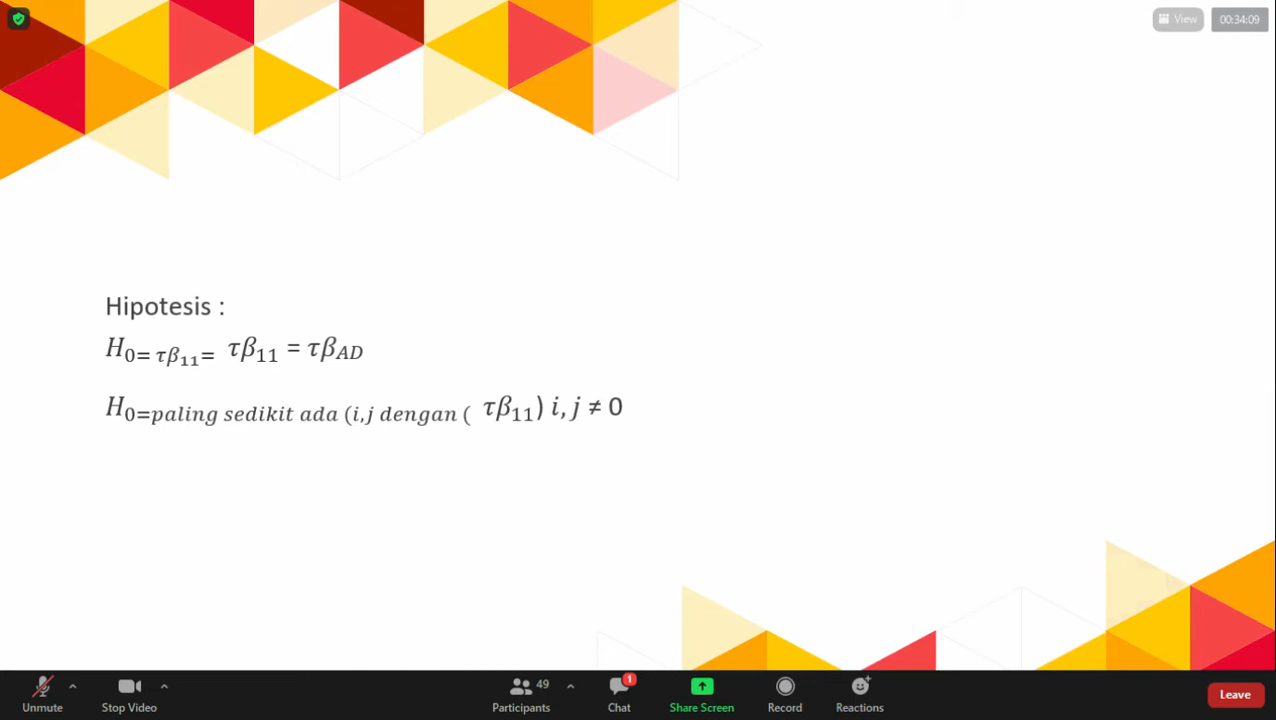 View 00:34:09
Hipotesis :
H₀₌ τβ₁₁₌ τβ₁₁ = τβ_AD
H₀₌paling sedikit ada (i,j dengan ( τβ₁₁) i, j ≠ 0
49 1
Unmute Stop Video Participants Chat Share Screen Record Reactions Leave